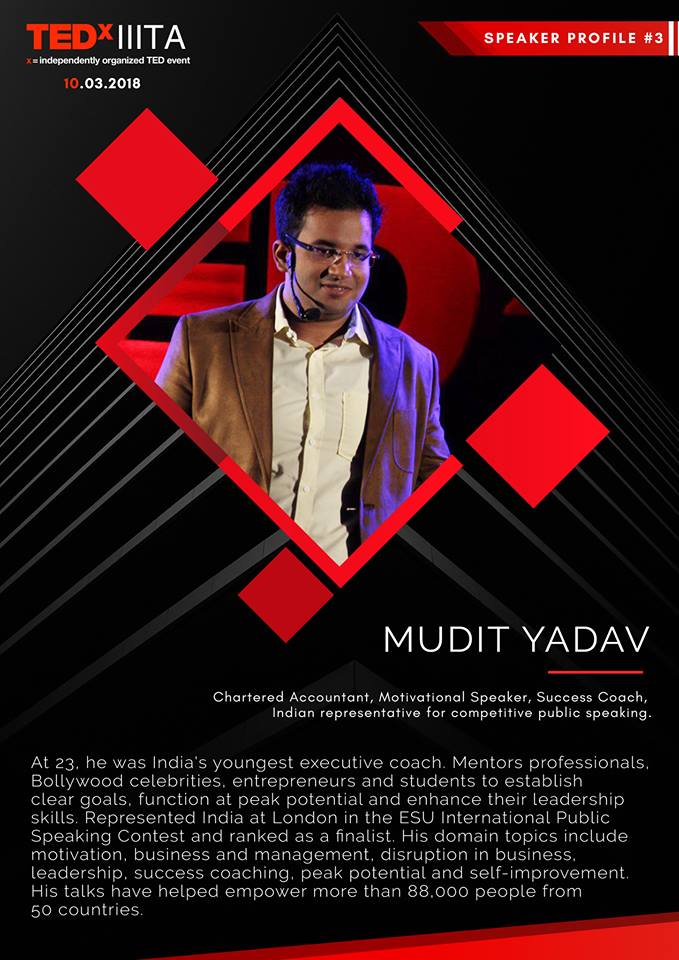 TEDx IIITA
x = independently organized TED event
10.03.2018
SPEAKER PROFILE #3
MUDIT YADAV
Chartered Accountant, Motivational Speaker, Success Coach,
Indian representative for competitive public speaking.
At 23, he was India's youngest executive coach. Mentors professionals,
Bollywood celebrities, entrepreneurs and students to establish
clear goals, function at peak potential and enhance their leadership
skills. Represented India at London in the ESU International Public
Speaking Contest and ranked as a finalist. His domain topics include
motivation, business and management, disruption in business,
leadership, success coaching, peak potential and self-improvement.
His talks have helped empower more than 88,000 people from
50 countries.